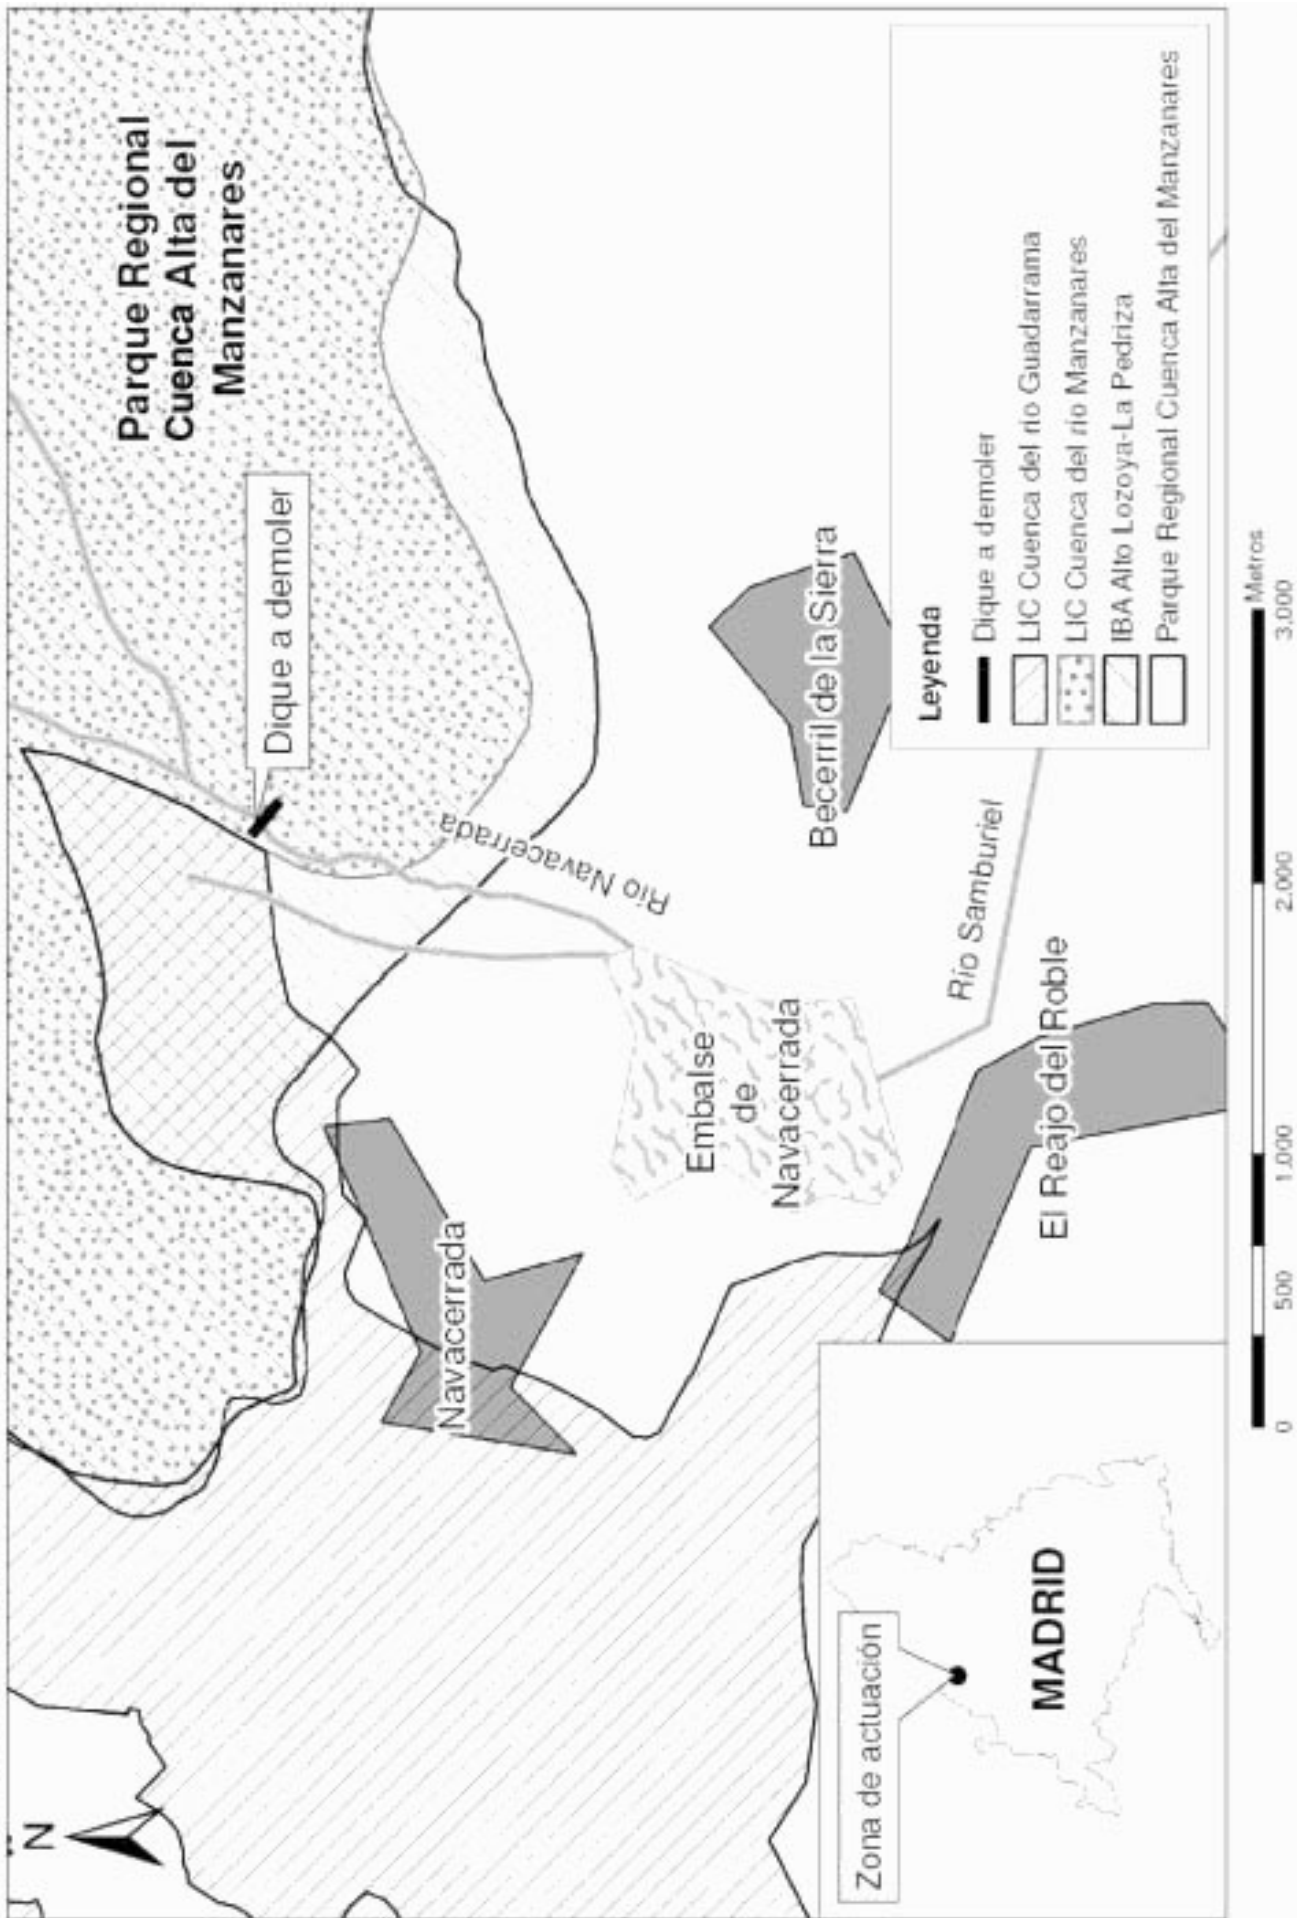 N
Parque Regional
Cuenca Alta del
Manzanares
Dique a demoler
Río Navacerrada
Navacerrada
Embalse
de
Navacerrada
Becerril de la Sierra
Río Samburiel
El Reajo del Roble
Zona de actuación
MADRID
Leyenda
Dique a demoler
LIC Cuenca del río Guadarrama
LIC Cuenca del río Manzanares
IBA Alto Lozoya-La Pedriza
Parque Regional Cuenca Alta del Manzanares
0 500 1.000 2.000 3.000
Metros